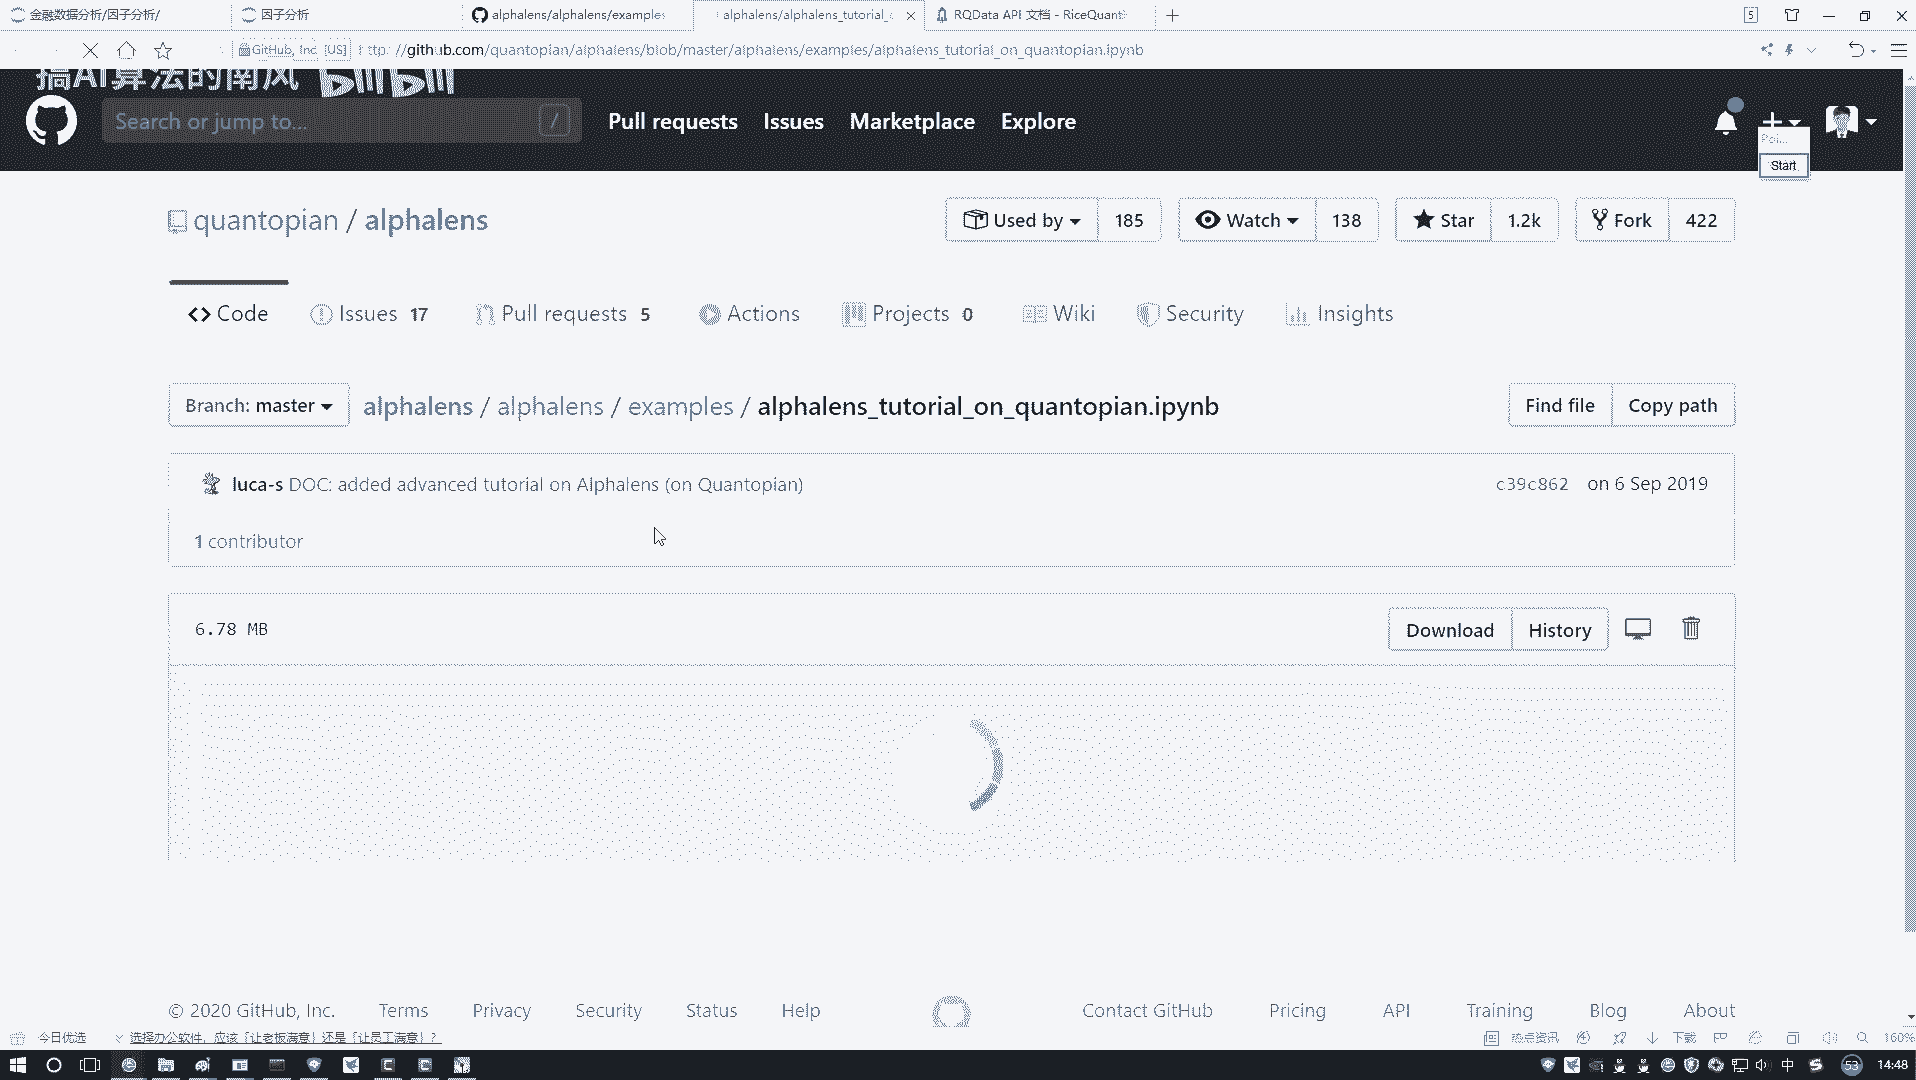 金融数据分析/因子分析/
因子分析
alphalens/alphalens/examples
alphalens/alphalens_tutorial_
RQData API 文档 - RiceQuant
5
GitHub, Inc. [US]
http://github.com/quantopian/alphalens/blob/master/alphalens/examples/alphalens_tutorial_on_quantopian.ipynb
搞AI算法的南风 bilibili
Search or jump to...
/
Pull requests
Issues
Marketplace
Explore
Poi...
Start
quantopian / alphalens
Used by 185
Watch 138
Star 1.2k
Fork 422
Code
Issues 17
Pull requests 5
Actions
Projects 0
Wiki
Security
Insights
Branch: master
alphalens / alphalens / examples / alphalens_tutorial_on_quantopian.ipynb
Find file
Copy path
luca-s DOC: added advanced tutorial on Alphalens (on Quantopian)
c39c862 on 6 Sep 2019
1 contributor
6.78 MB
Download
History
© 2020 GitHub, Inc.
Terms
Privacy
Security
Status
Help
Contact GitHub
Pricing
API
Training
Blog
About
今日优选
选择办公软件，应该{让老板满意}还是{让员工满意}？
热点资讯
下载
160%
中
53
14:48